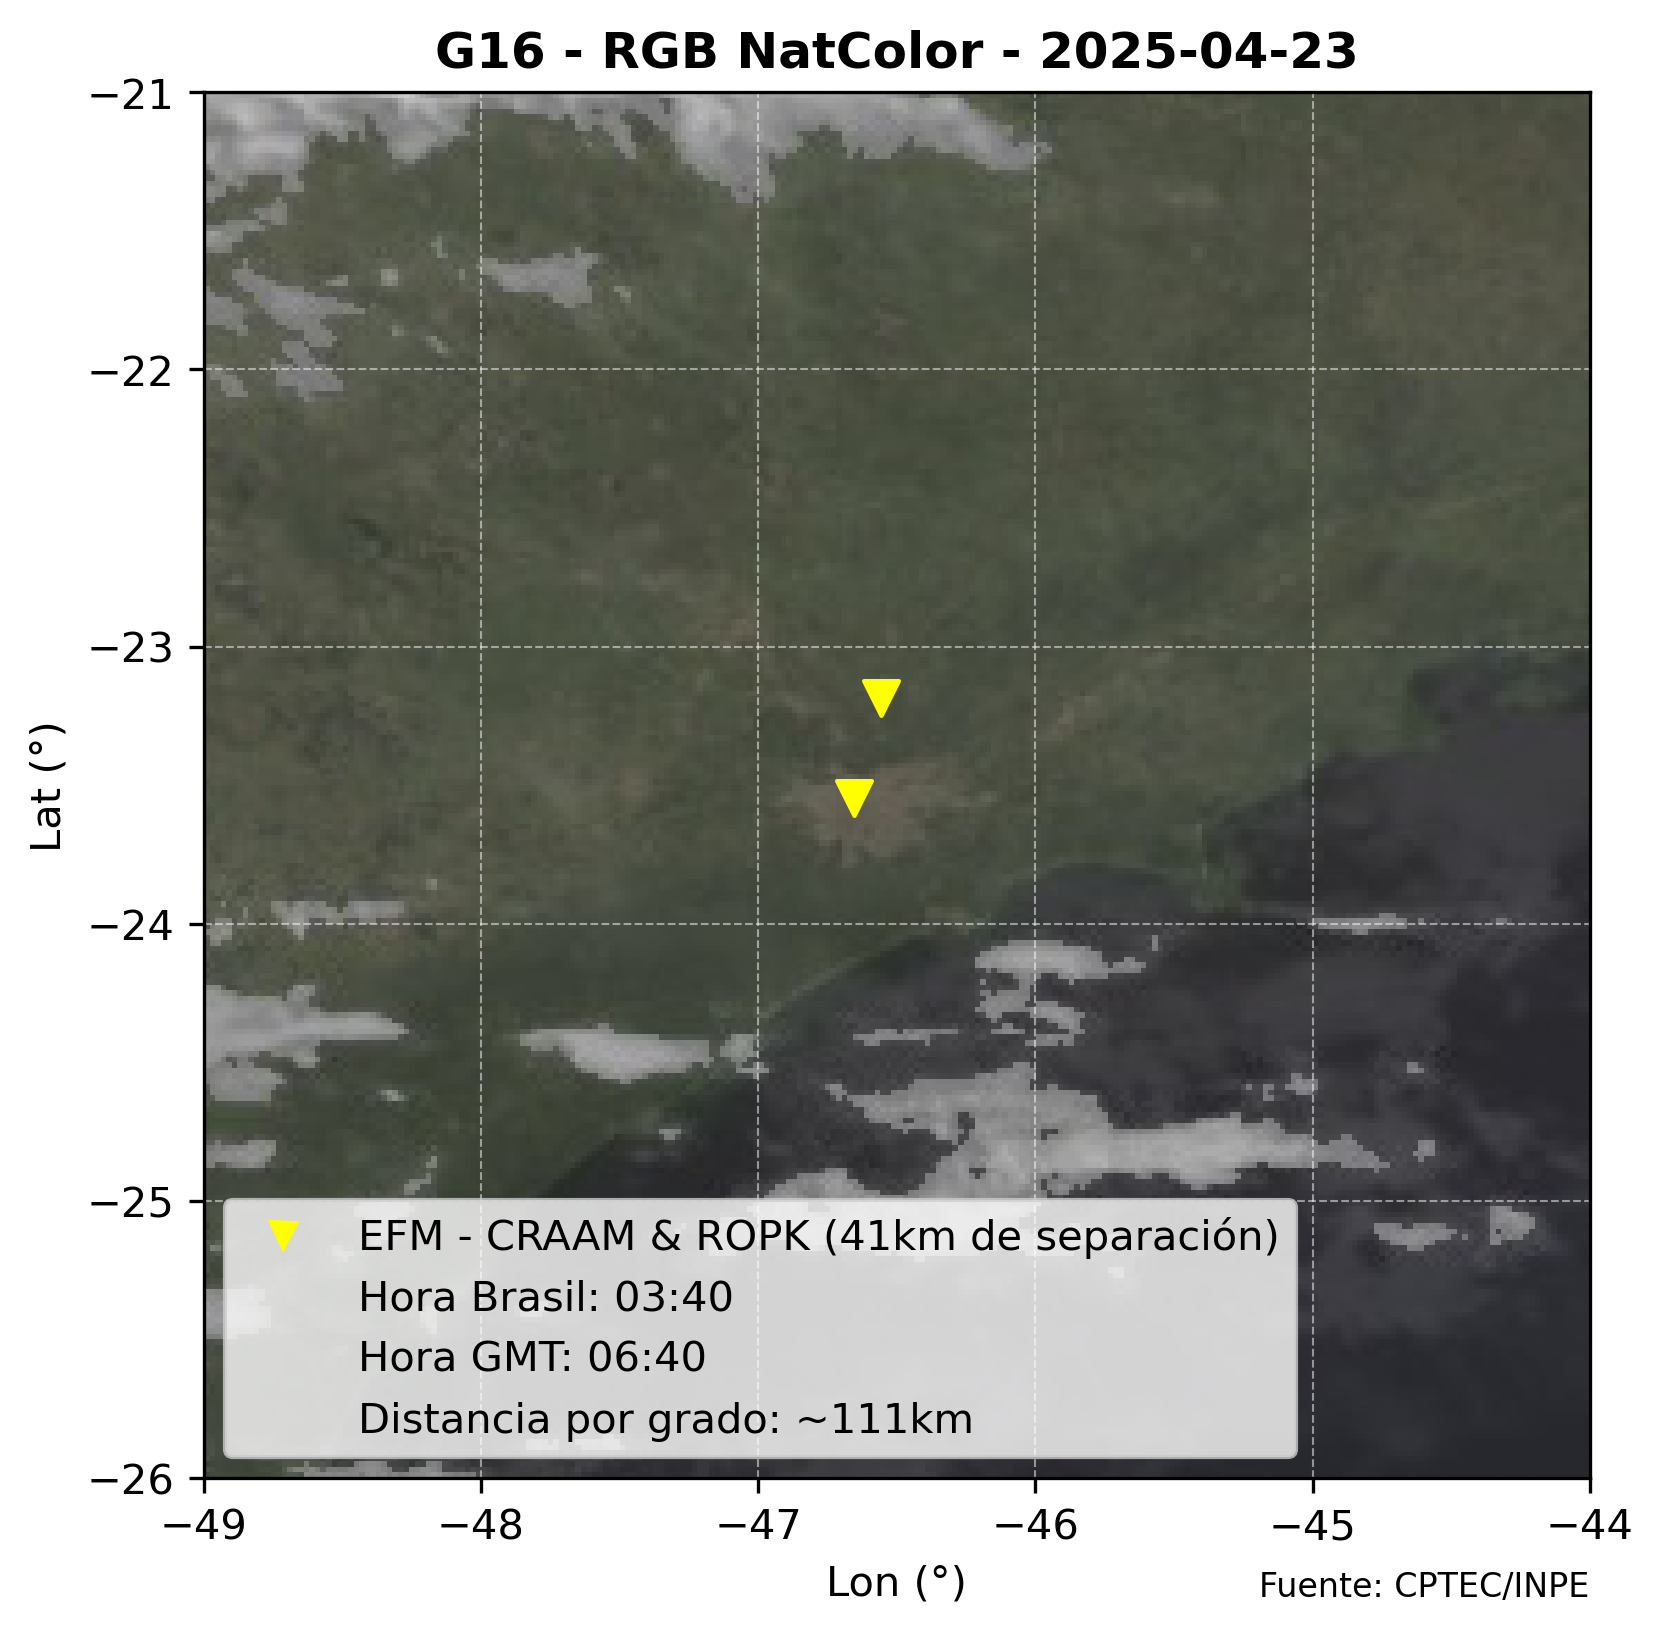 G16 - RGB NatColor - 2025-04-23
−21
−22
−23
−24
−25
−26
Lat (°)
EFM - CRAAM & ROPK (41km de separación)
Hora Brasil: 03:40
Hora GMT: 06:40
Distancia por grado: ~111km
−49 −48 −47 −46 −45 −44
Lon (°)
Fuente: CPTEC/INPE